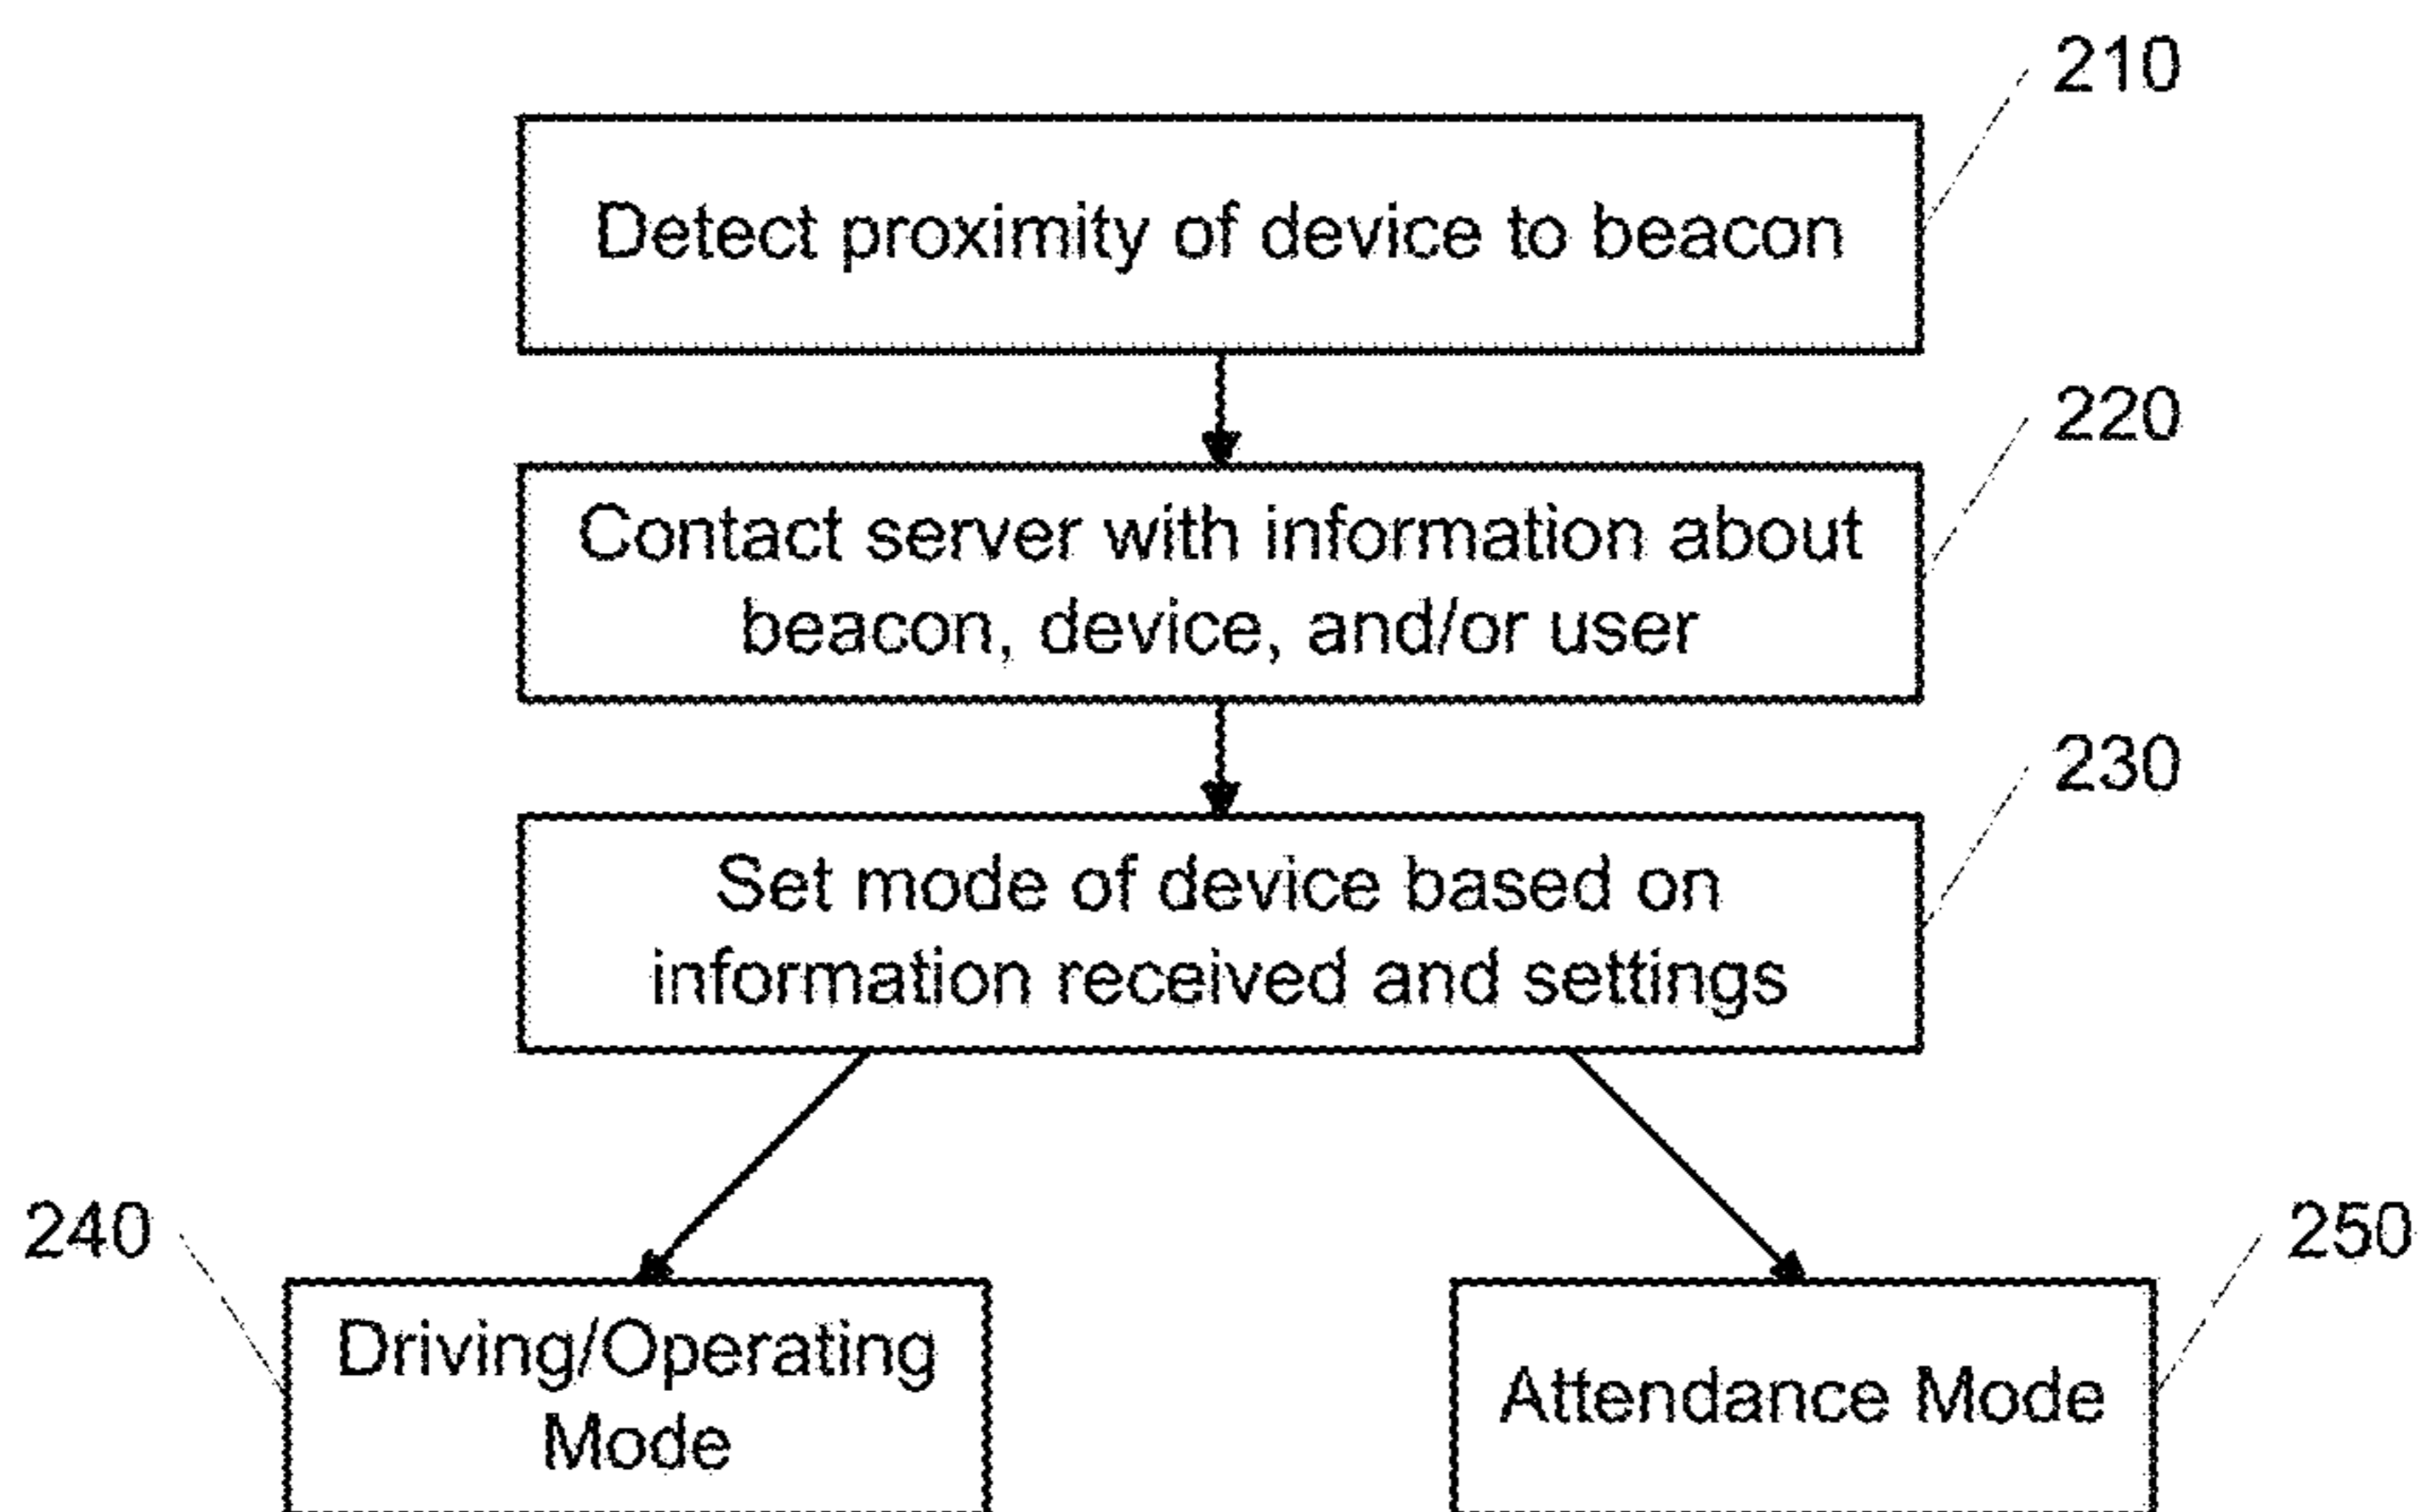 210
Detect proximity of device to beacon
220
Contact server with information about
beacon, device, and/or user
230
Set mode of device based on
information received and settings
240
250
Driving/Operating
Mode
Attendance Mode